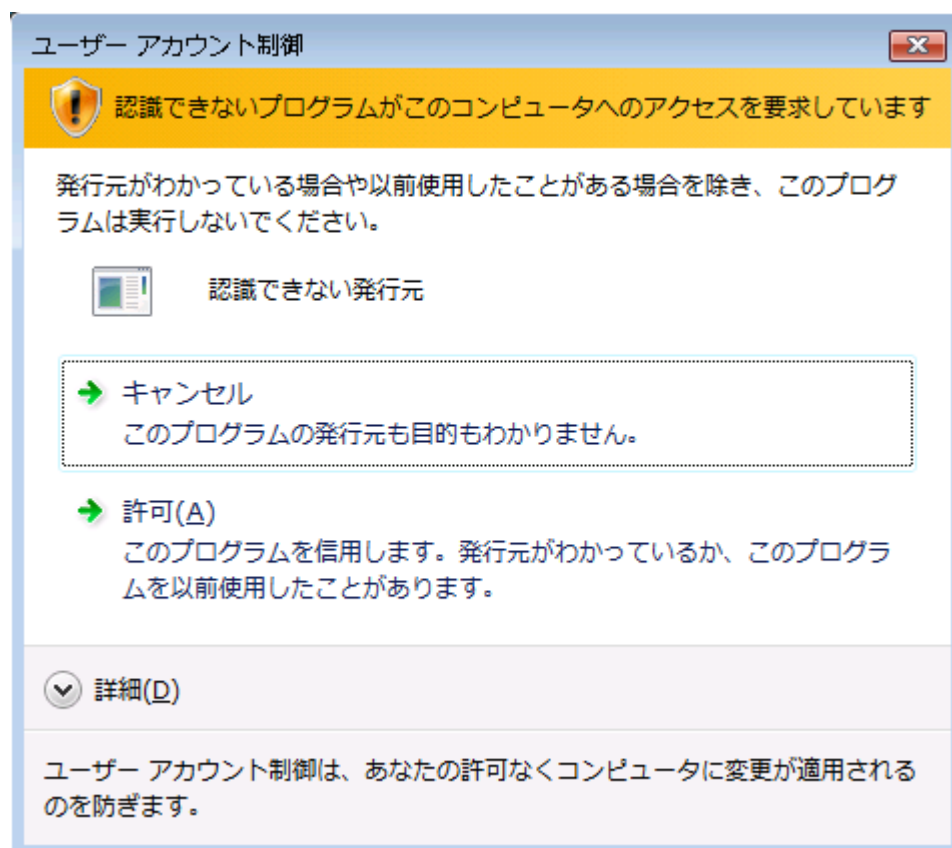 ユーザー アカウント制御
認識できないプログラムがこのコンピュータへのアクセスを要求しています
発行元がわかっている場合や以前使用したことがある場合を除き、このプログ
ラムは実行しないでください。
認識できない発行元
キャンセル
このプログラムの発行元も目的もわかりません。
許可(A)
このプログラムを信用します。発行元がわかっているか、このプログラ
ムを以前使用したことがあります。
詳細(D)
ユーザー アカウント制御は、あなたの許可なくコンピュータに変更が適用される
のを防ぎます。